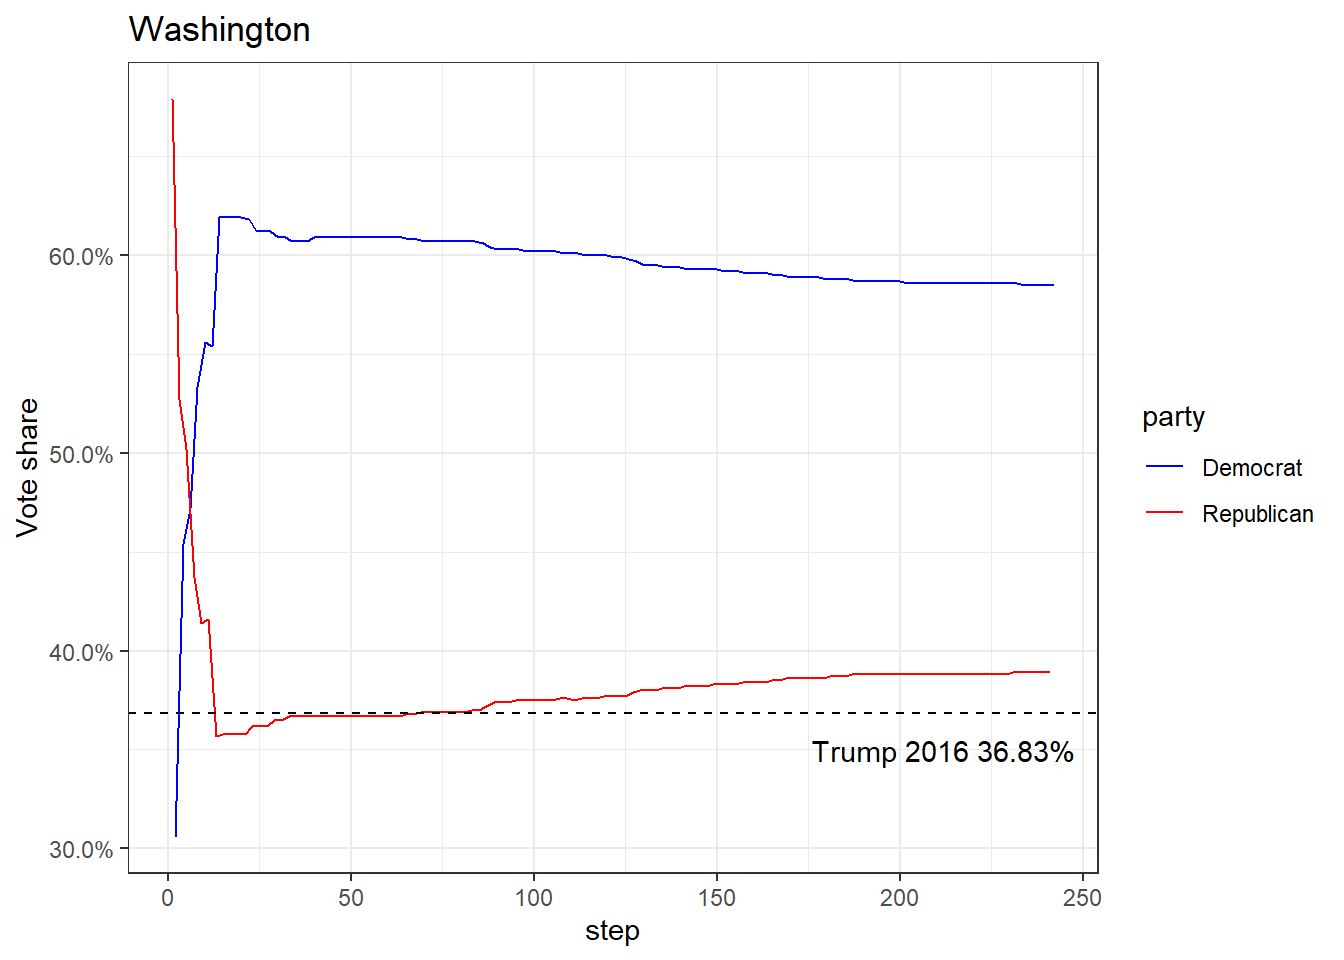 Washington
Vote share
60.0%
50.0%
40.0%
30.0%
Trump 2016 36.83%
0
50
100
150
200
250
step
party
Democrat
Republican